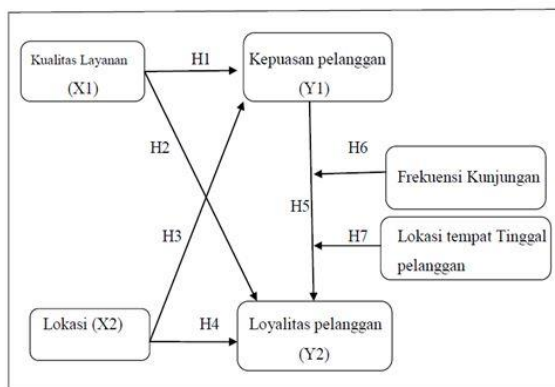 Kualitas Layanan
(X1)
H1
Kepuasan pelanggan
(Y1)
H2
H6
Frekuensi Kunjungan
H5
H3
H7
Lokasi tempat Tinggal
pelanggan
Lokasi (X2)
H4
Loyalitas pelanggan
(Y2)